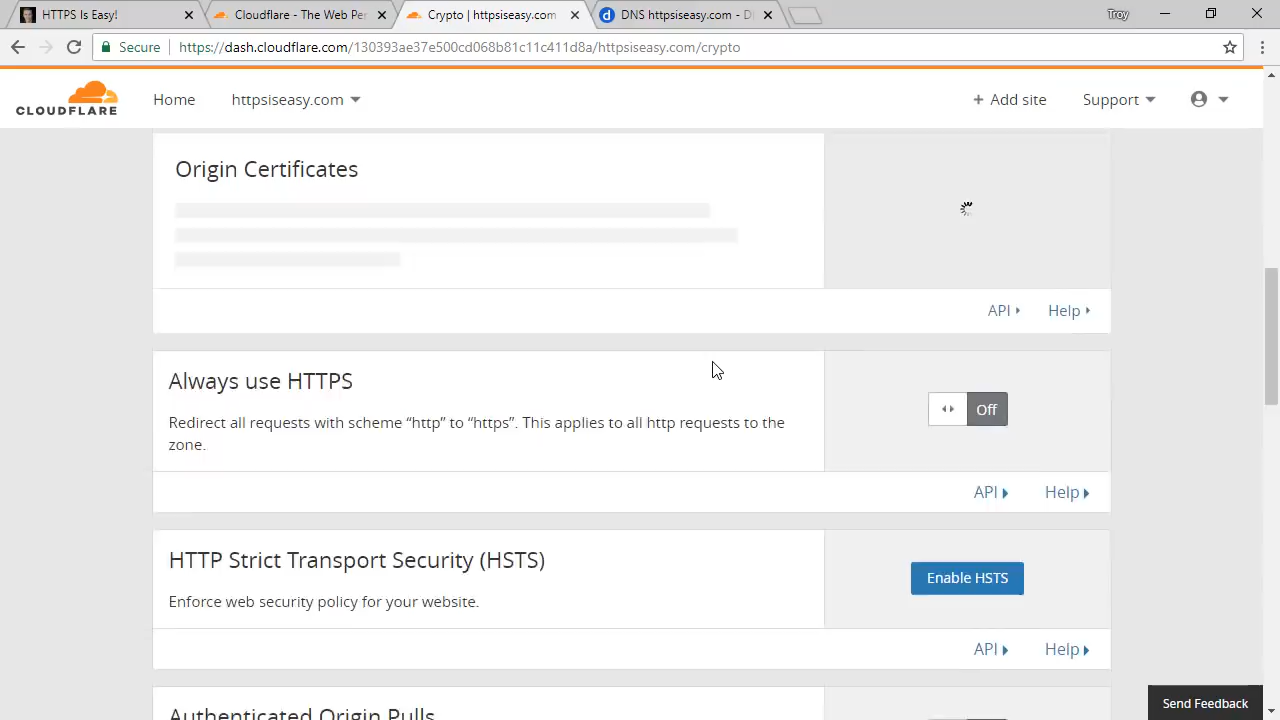 HTTPS Is Easy!
Cloudflare - The Web Per
Crypto | httpsiseasy.com
DNS httpsiseasy.com - D
Troy
Secure
https://dash.cloudflare.com/130393ae37e500cd068b81c11c411d8a/httpsiseasy.com/crypto
CLOUDFLARE
Home
httpsiseasy.com
+ Add site
Support
Origin Certificates
API
Help
Always use HTTPS
Redirect all requests with scheme “http” to “https”. This applies to all http requests to the
zone.
Off
API
Help
HTTP Strict Transport Security (HSTS)
Enforce web security policy for your website.
Enable HSTS
API
Help
Authenticated Origin Pulls
Send Feedback